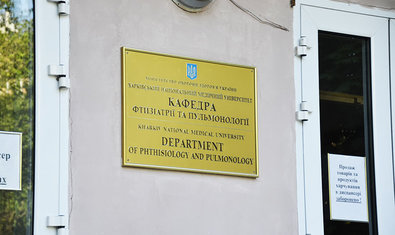 МІНІСТЕРСТВО ОХОРОНИ ЗДОРОВ'Я УКРАЇНИ
ХАРКІВСЬКИЙ НАЦІОНАЛЬНИЙ МЕДИЧНИЙ УНІВЕРСИТЕТ
КАФЕДРА
ФТИЗІАТРІЇ ТА ПУЛЬМОНОЛОГІЇ
KHARKIV NATIONAL MEDICAL UNIVERSITY
DEPARTMENT
OF PHTHISIOLOGY AND PULMONOLOGY
Продаж
товарів та
продуктів
харчування
в диспансері
заборонено!